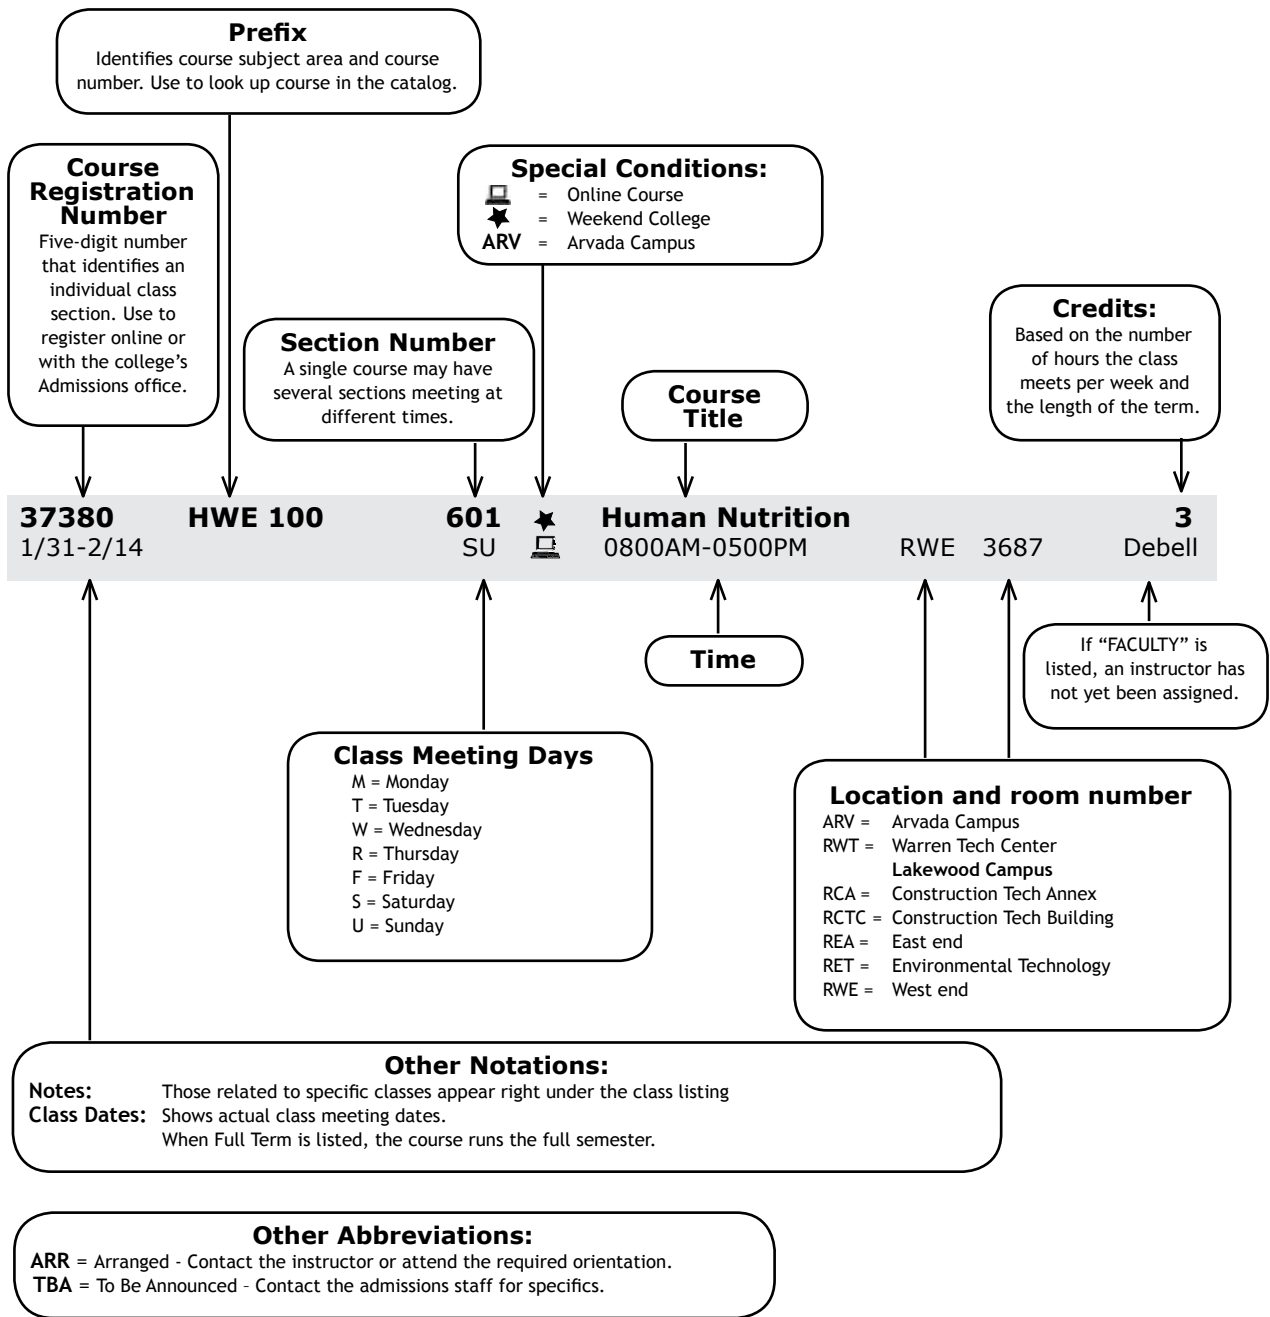 Prefix
Identifies course subject area and course
number. Use to look up course in the catalog.
Course
Registration
Number
Five-digit number
that identifies an
individual class
section. Use to
register online or
with the college’s
Admissions office.
Special Conditions:
= Online Course
= Weekend College
ARV = Arvada Campus
Section Number
A single course may have
several sections meeting at
different times.
Course
Title
Credits:
Based on the number
of hours the class
meets per week and
the length of the term.
37380 HWE 100 601 Human Nutrition 3
1/31-2/14 SU 0800AM-0500PM RWE 3687 Debell
Time
If “FACULTY” is
listed, an instructor has
not yet been assigned.
Class Meeting Days
M = Monday
T = Tuesday
W = Wednesday
R = Thursday
F = Friday
S = Saturday
U = Sunday
Location and room number
ARV = Arvada Campus
RWT = Warren Tech Center
Lakewood Campus
RCA = Construction Tech Annex
RCTC = Construction Tech Building
REA = East end
RET = Environmental Technology
RWE = West end
Other Notations:
Notes: Those related to specific classes appear right under the class listing
Class Dates: Shows actual class meeting dates.
When Full Term is listed, the course runs the full semester.
Other Abbreviations:
ARR = Arranged - Contact the instructor or attend the required orientation.
TBA = To Be Announced - Contact the admissions staff for specifics.